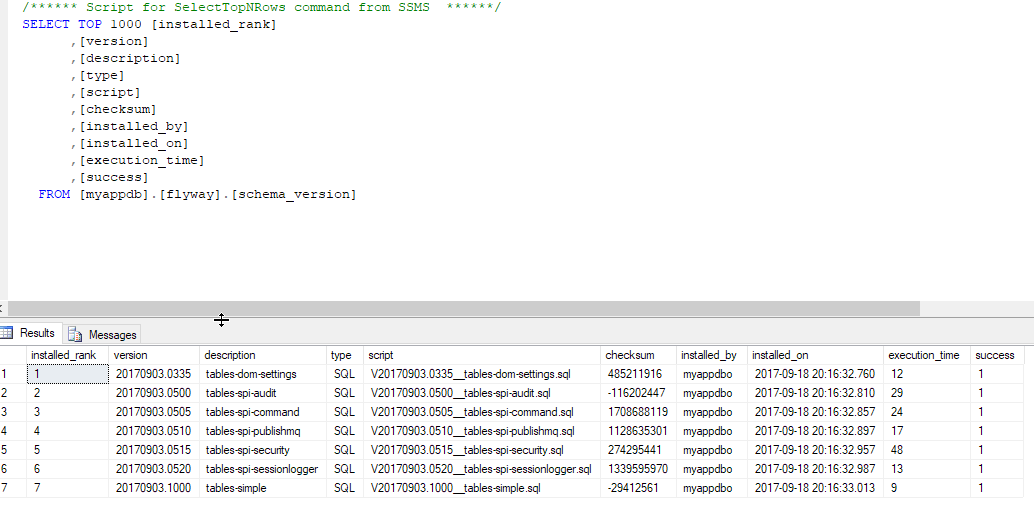 /****** Script for SelectTopNRows command from SSMS  ******/
SELECT TOP 1000 [installed_rank]
      ,[version]
      ,[description]
      ,[type]
      ,[script]
      ,[checksum]
      ,[installed_by]
      ,[installed_on]
      ,[execution_time]
      ,[success]
  FROM [myappdb].[flyway].[schema_version]
Results Messages
installed_rank version description type script checksum installed_by installed_on execution_time success
1 1 20170903.0335 tables-dom-settings SQL V20170903.0335__tables-dom-settings.sql 485211916 myappdbo 2017-09-18 20:16:32.760 12 1
2 2 20170903.0500 tables-spi-audit SQL V20170903.0500__tables-spi-audit.sql -116202447 myappdbo 2017-09-18 20:16:32.810 29 1
3 3 20170903.0505 tables-spi-command SQL V20170903.0505__tables-spi-command.sql 1708688119 myappdbo 2017-09-18 20:16:32.857 24 1
4 4 20170903.0510 tables-spi-publishmq SQL V20170903.0510__tables-spi-publishmq.sql 1128635301 myappdbo 2017-09-18 20:16:32.897 17 1
5 5 20170903.0515 tables-spi-security SQL V20170903.0515__tables-spi-security.sql 274295441 myappdbo 2017-09-18 20:16:32.957 48 1
6 6 20170903.0520 tables-spi-sessionlogger SQL V20170903.0520__tables-spi-sessionlogger.sql 1339595970 myappdbo 2017-09-18 20:16:32.987 13 1
7 7 20170903.1000 tables-simple SQL V20170903.1000__tables-simple.sql -29412561 myappdbo 2017-09-18 20:16:33.013 9 1